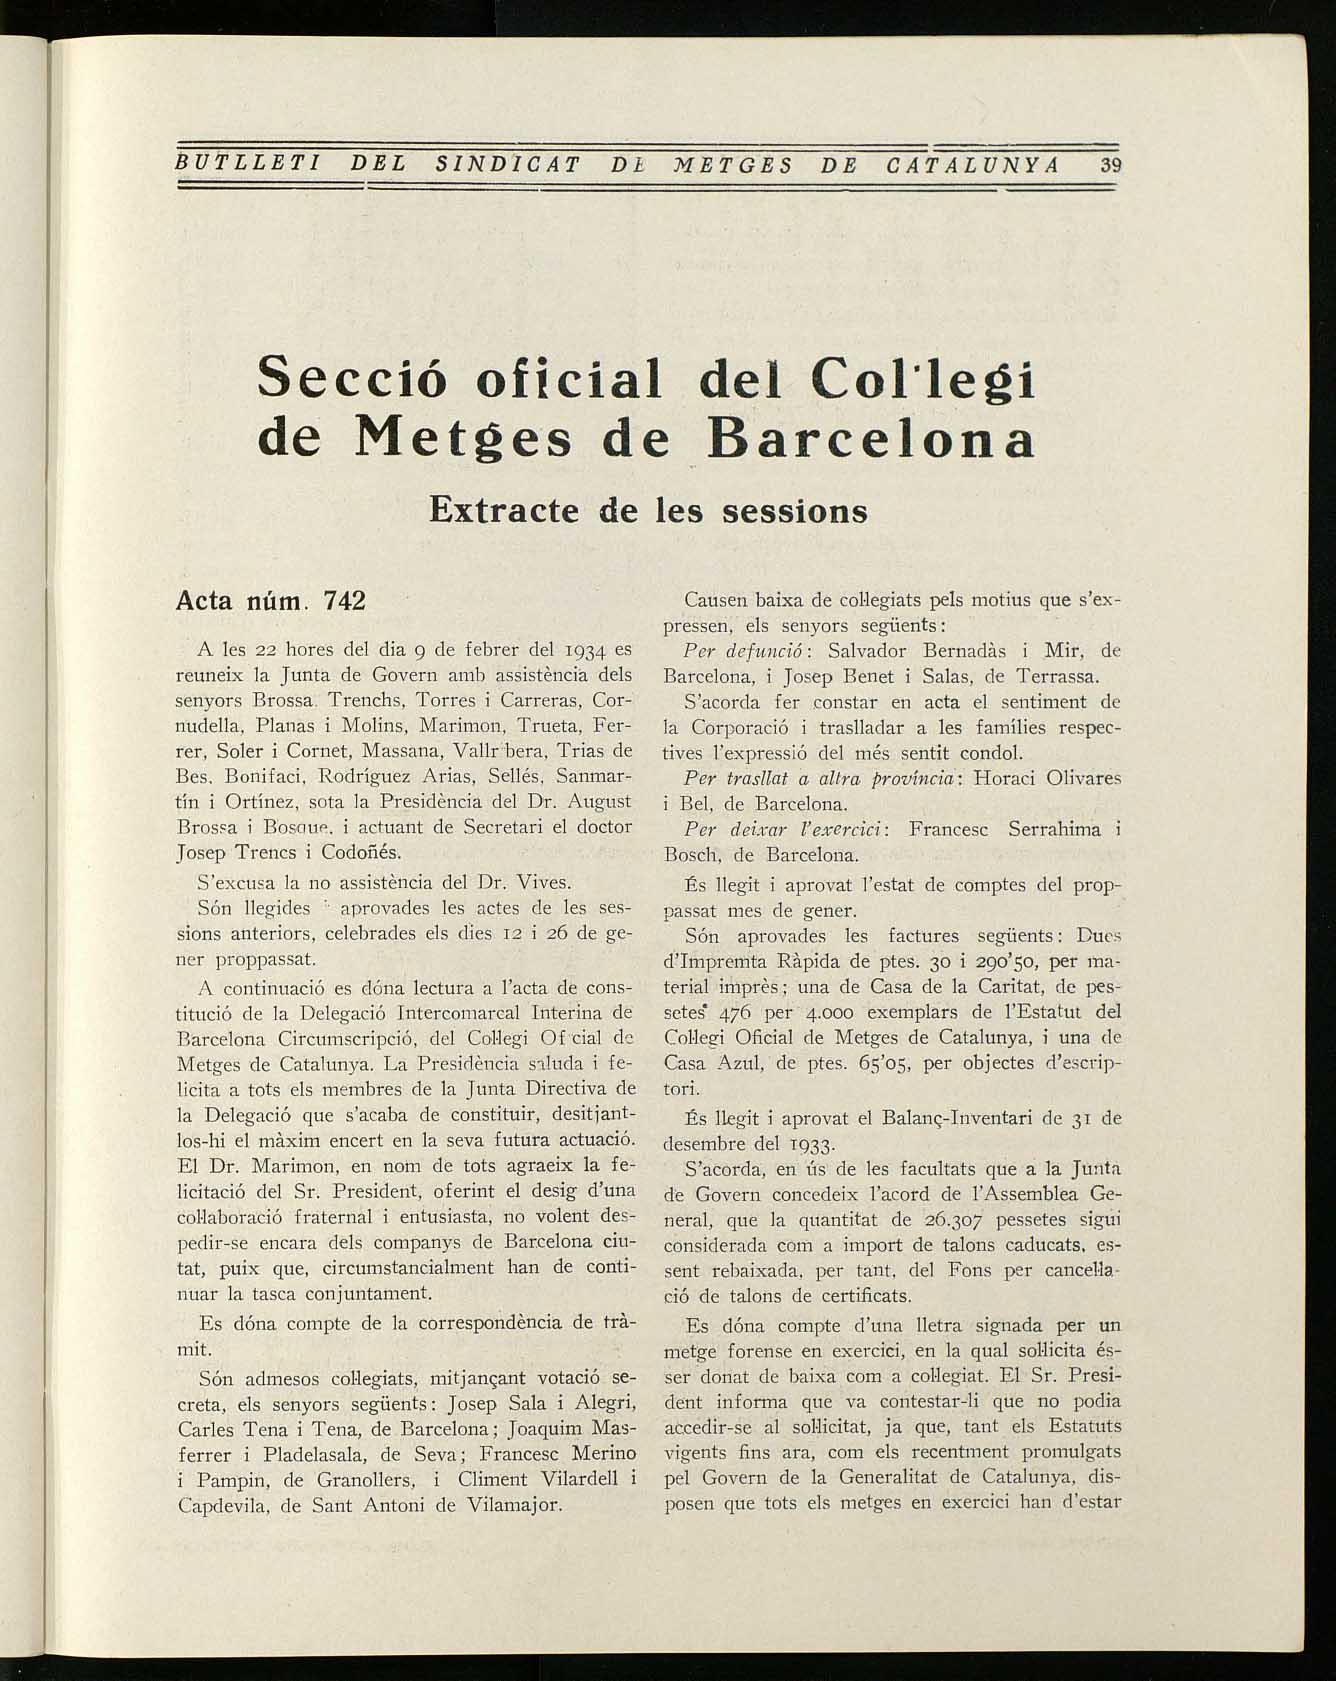 BUTLLETI DEL SINDICAT DE METGES DE CATALUNYA 39
Secció oficial del Col·legi
de Metges de Barcelona
Extracte de les sessions
Acta núm. 742
A les 22 hores del dia 9 de febrer del 1934 es
reuneix la Junta de Govern amb assistència dels
senyors Brossa, Trenchs, Torres i Carreras, Cor-
nudella, Planas i Molins, Marimon, Trueta, Fer-
rer, Soler i Cornet, Massana, Vallribera, Trias de
Bes, Bonifaci, Rodríguez Arias, Sellés, Sanmar-
tín i Ortínez, sota la Presidència del Dr. August
Brossa i Bosque, i actuant de Secretari el doctor
Josep Trencs i Codoñés.
S'excusa la no assistència del Dr. Vives.
Són llegides i aprovades les actes de les ses-
sions anteriors, celebrades els dies 12 i 26 de ge-
ner proppassat.
A continuació es dóna lectura a l'acta de cons-
titució de la Delegació Intercomarcal Interina de
Barcelona Circumscripció, del Col·legi Oficial de
Metges de Catalunya. La Presidència saluda i fe-
licita a tots els membres de la Junta Directiva de
la Delegació que s'acaba de constituir, desitjant-
los-hi el màxim encert en la seva futura actuació.
El Dr. Marimon, en nom de tots agraeix la fe-
licitació del Sr. President, oferint el desig d'una
col·laboració fraternal i entusiasta, no volent des-
pedir-se encara dels companys de Barcelona ciu-
tat, puix que, circumstancialment han de conti-
nuar la tasca conjuntament.
Es dóna compte de la correspondència de trà-
mit.
Són admesos col·legiats, mitjançant votació se-
creta, els senyors següents: Josep Sala i Alegri,
Carles Tena i Tena, de Barcelona; Joaquim Mas-
ferrer i Pladelasala, de Seva; Francesc Merino
i Pampin, de Granollers, i Climent Vilardell i
Capdevila, de Sant Antoni de Vilamajor.
Causen baixa de col·legiats pels motius que s'ex-
pressen, els senyors següents:
Per defunció: Salvador Bernadàs i Mir, de
Barcelona, i Josep Benet i Salas, de Terrassa.
S'acorda fer constar en acta el sentiment de
la Corporació i traslladar a les famílies respec-
tives l'expressió del més sentit condol.
Per trasllat a altra província: Horaci Olivares
i Bel, de Barcelona.
Per deixar l'exercici: Francesc Serrahima i
Bosch, de Barcelona.
És llegit i aprovat l'estat de comptes del prop-
passat mes de gener.
Són aprovades les factures següents: Dues
d'Impremta Ràpida de ptes. 30 i 290'50, per ma-
terial imprès; una de Casa de la Caritat, de pes-
setes 476 per 4.000 exemplars de l'Estatut del
Col·legi Oficial de Metges de Catalunya, i una de
Casa Azul, de ptes. 65'05, per objectes d'escrip-
tori.
És llegit i aprovat el Balanç-Inventari de 31 de
desembre del 1933.
S'acorda, en ús de les facultats que a la Junta
de Govern concedeix l'acord de l'Assemblea Ge-
neral, que la quantitat de 26.307 pessetes sigui
considerada com a import de talons caducats, es-
sent rebaixada, per tant, del Fons per cancel·la-
ció de talons de certificats.
Es dóna compte d'una lletra signada per un
metge forense en exercici, en la qual sol·licita és-
ser donat de baixa com a col·legiat. El Sr. Presi-
dent informa que va contestar-li que no podia
accedir-se al sol·licitat, ja que, tant els Estatuts
vigents fins ara, com els recentment promulgats
pel Govern de la Generalitat de Catalunya, dis-
posen que tots els metges en exercici han d'estar